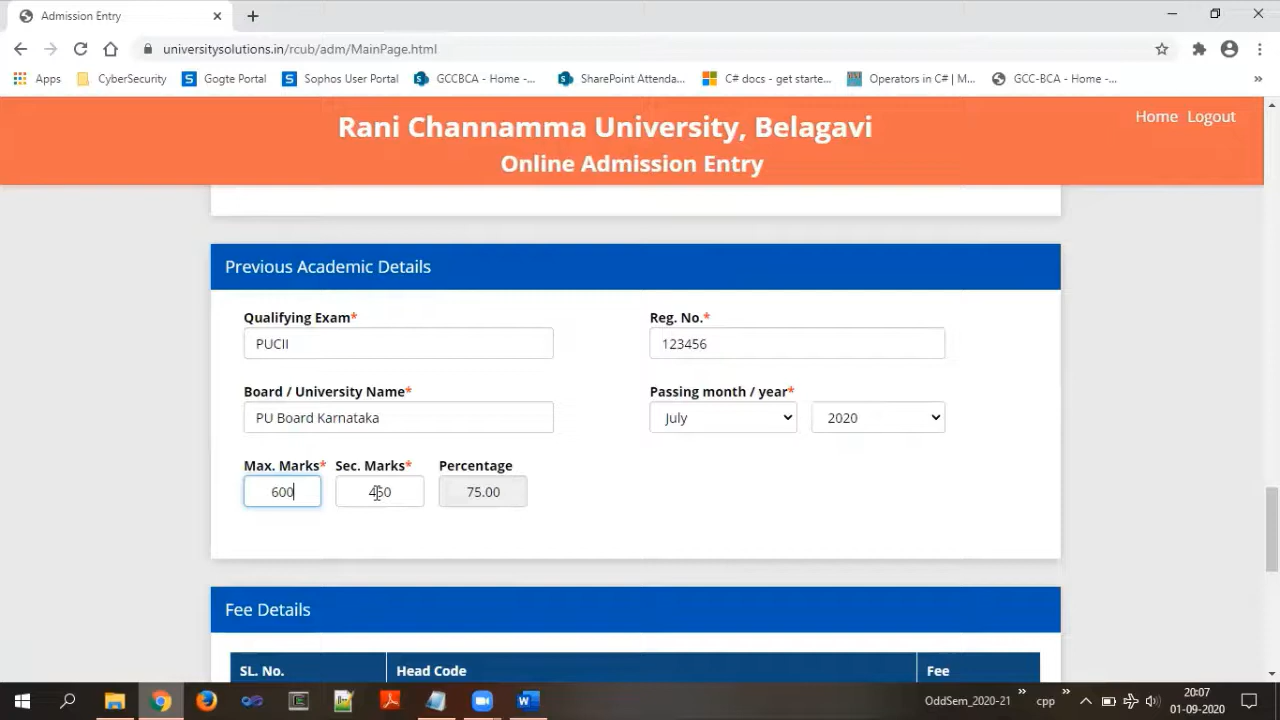 Admission Entry
universitysolutions.in/rcub/adm/MainPage.html
Apps CyberSecurity Gogte Portal Sophos User Portal GCCBCA - Home -... SharePoint Attenda... C# docs - get starte... Operators in C# | M... GCC-BCA - Home -... »
Home Logout
Rani Channamma University, Belagavi
Online Admission Entry
Previous Academic Details
Qualifying Exam* Reg. No.*
PUCII 123456
Board / University Name* Passing month / year*
PU Board Karnataka July 2020
Max. Marks* Sec. Marks* Percentage
600 450 75.00
Fee Details
SL. No. Head Code Fee
OddSem_2020-21 » cpp » 20:07
01-09-2020